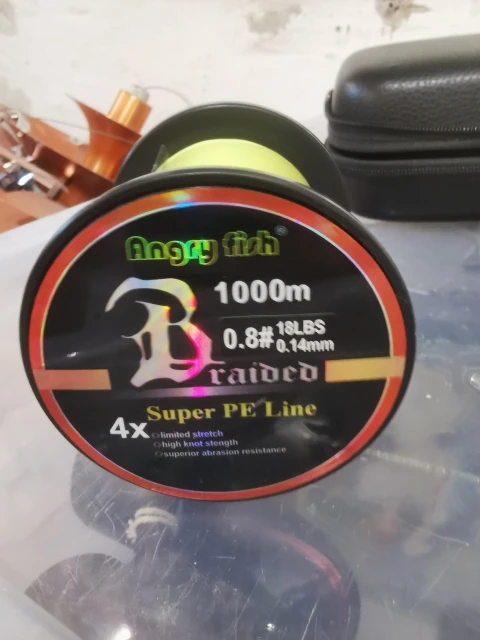 Angry fish®
1000m
0.8# 18LBS
0.14mm
Braided
Super PE Line
4x
limited stretch
high knot stength
superior abrasion resistance